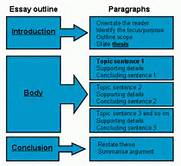 Essay outline
Paragraphs
Introduction
Orientate the reader
Identify the focus/purpose
Outline scope
State thesis
Body
Topic sentence 1
Supporting details
Concluding sentence 1
Topic sentence 2
Supporting details
Concluding sentence 2
Topic sentence 3 and so on
Supporting details
Concluding sentence 3
Conclusion
Restate thesis
Summarise argument